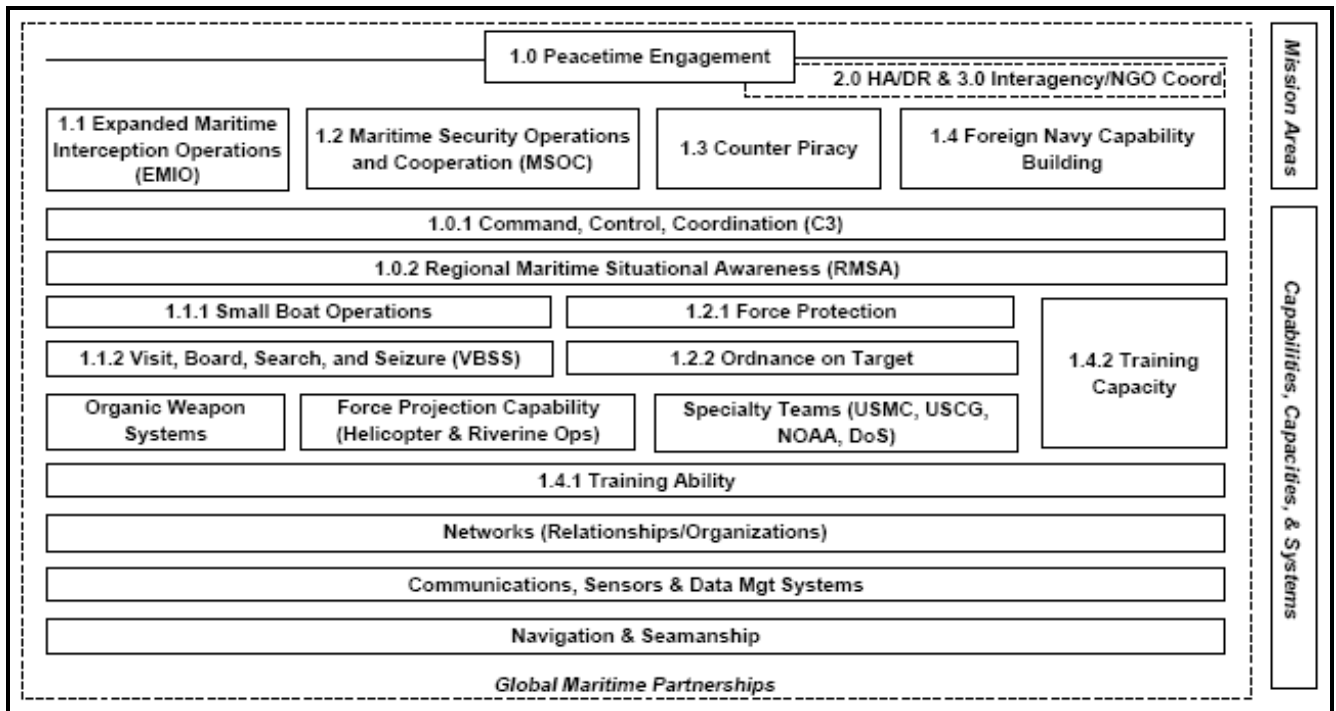 1.0 Peacetime Engagement
2.0 HA/DR & 3.0 Interagency/NGO Coord
1.1 Expanded Maritime
Interception Operations
(EMIO)
1.2 Maritime Security Operations
and Cooperation (MSOC)
1.3 Counter Piracy
1.4 Foreign Navy Capability
Building
Mission Areas
1.0.1 Command, Control, Coordination (C3)
1.0.2 Regional Maritime Situational Awareness (RMSA)
1.1.1 Small Boat Operations
1.2.1 Force Protection
1.1.2 Visit, Board, Search, and Seizure (VBSS)
1.2.2 Ordnance on Target
1.4.2 Training
Capacity
Organic Weapon
Systems
Force Projection Capability
(Helicopter & Riverine Ops)
Specialty Teams (USMC, USCG,
NOAA, DoS)
1.4.1 Training Ability
Networks (Relationships/Organizations)
Communications, Sensors & Data Mgt Systems
Navigation & Seamanship
Capabilities, Capacities, & Systems
Global Maritime Partnerships